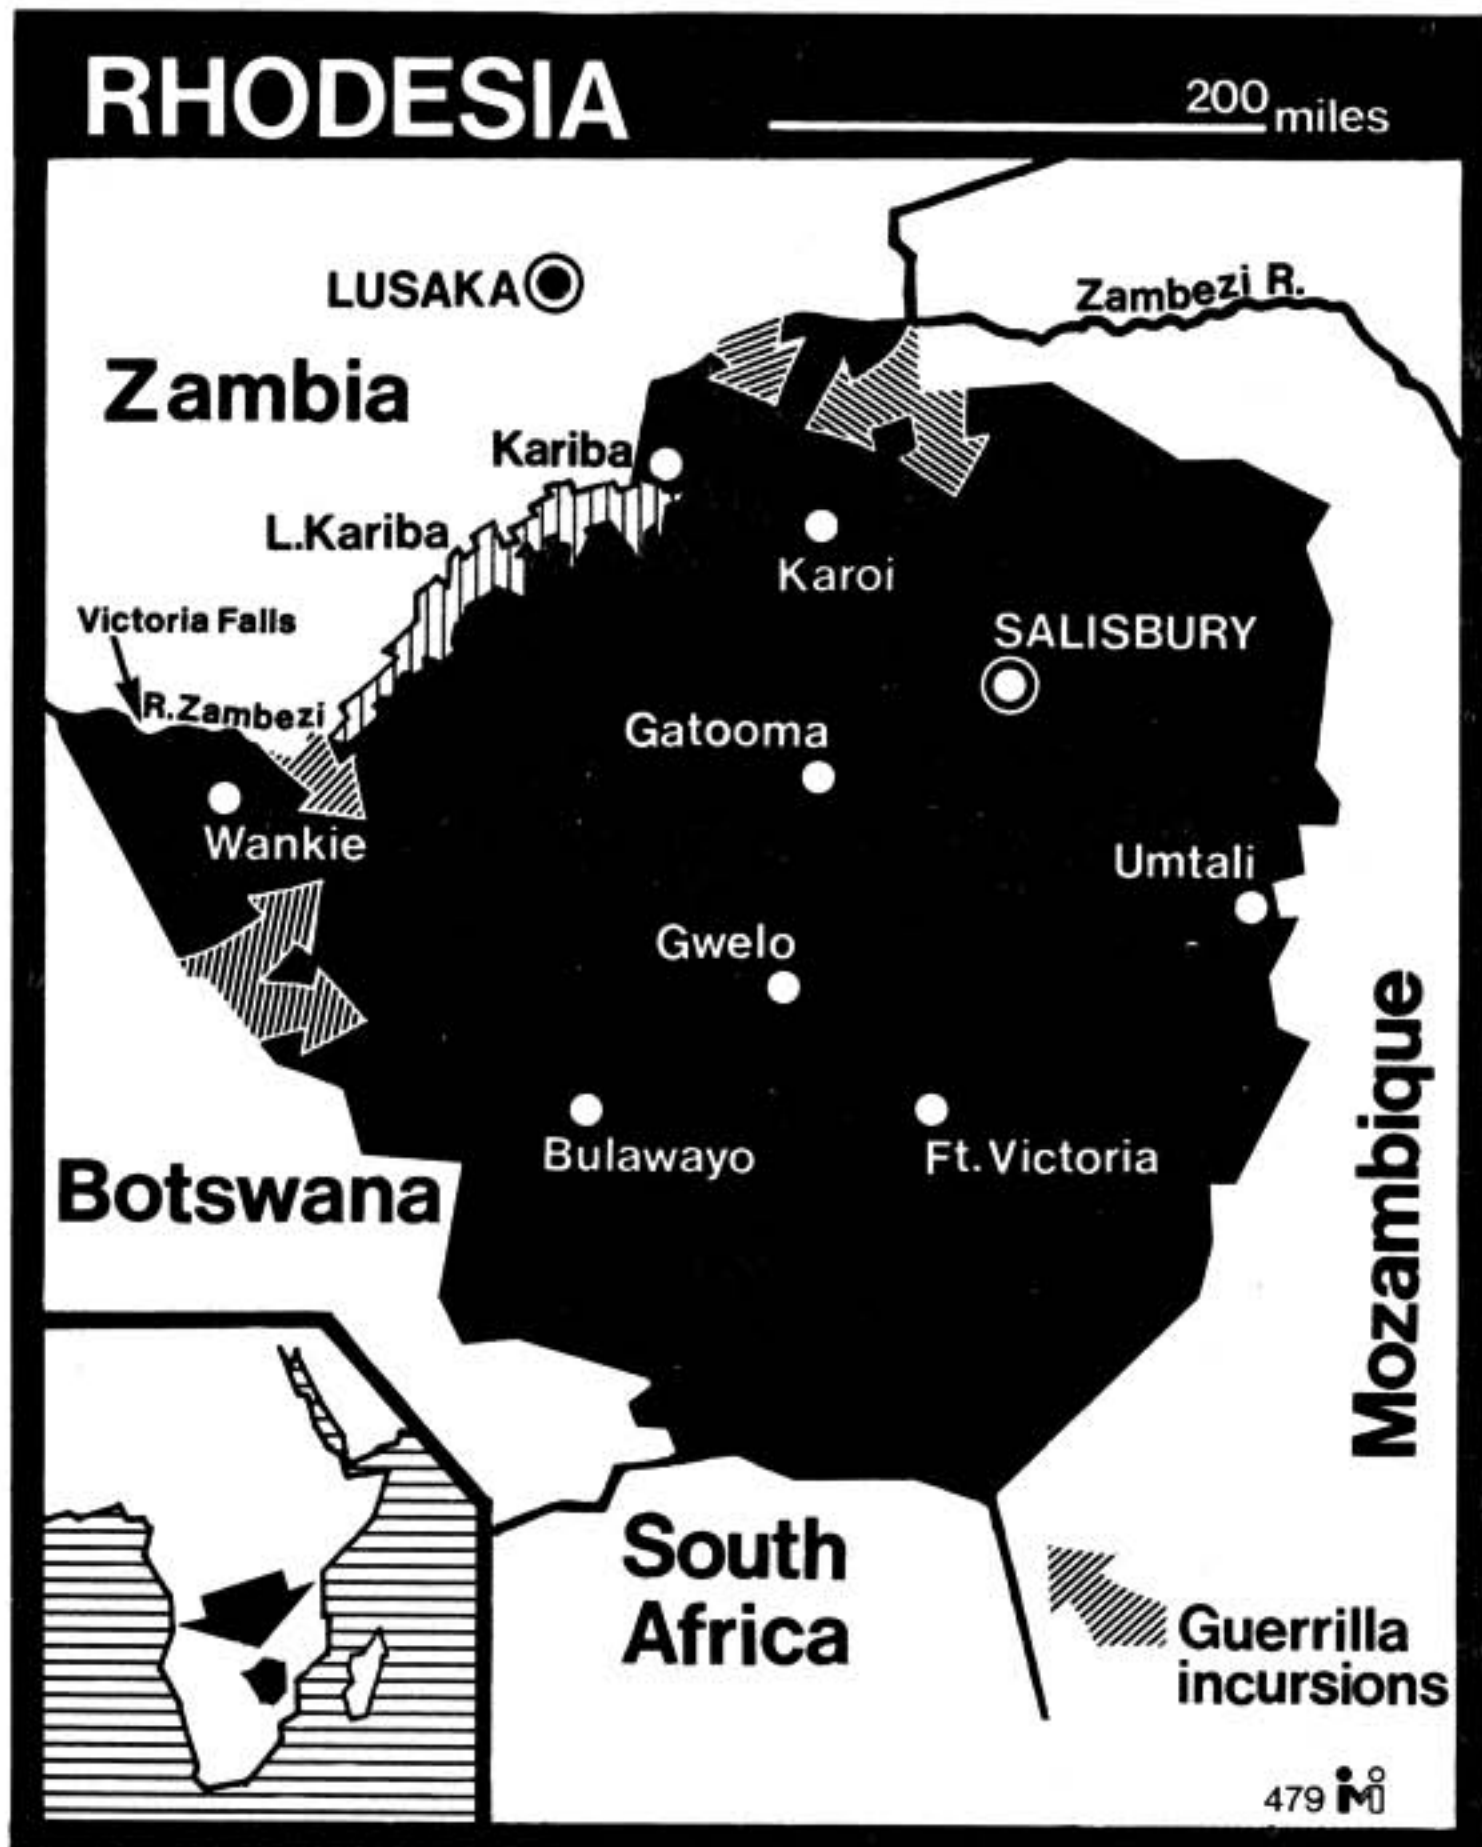 RHODESIA
200 miles
LUSAKA
Zambezi R.
Zambia
Kariba
L.Kariba
Karoi
Victoria Falls
SALISBURY
R.Zambezi
Gatooma
Wankie
Umtali
Gwelo
Mozambique
Bulawayo
Ft.Victoria
Botswana
South
Africa
Guerrilla
incursions
479